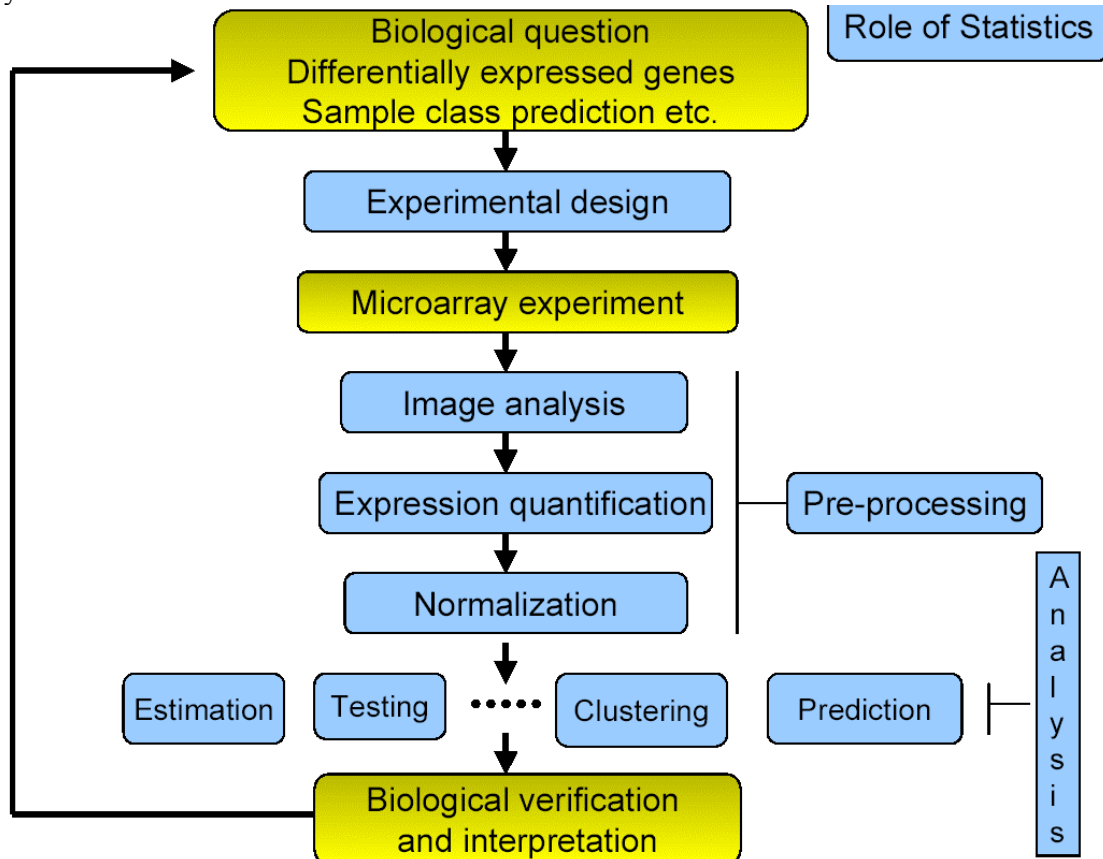 Role of Statistics
Biological question
Differentially expressed genes
Sample class prediction etc.
Experimental design
Microarray experiment
Image analysis
Expression quantification
Pre-processing
Normalization
Estimation
Testing
Clustering
Prediction
A
n
a
l
y
s
i
s
Biological verification
and interpretation